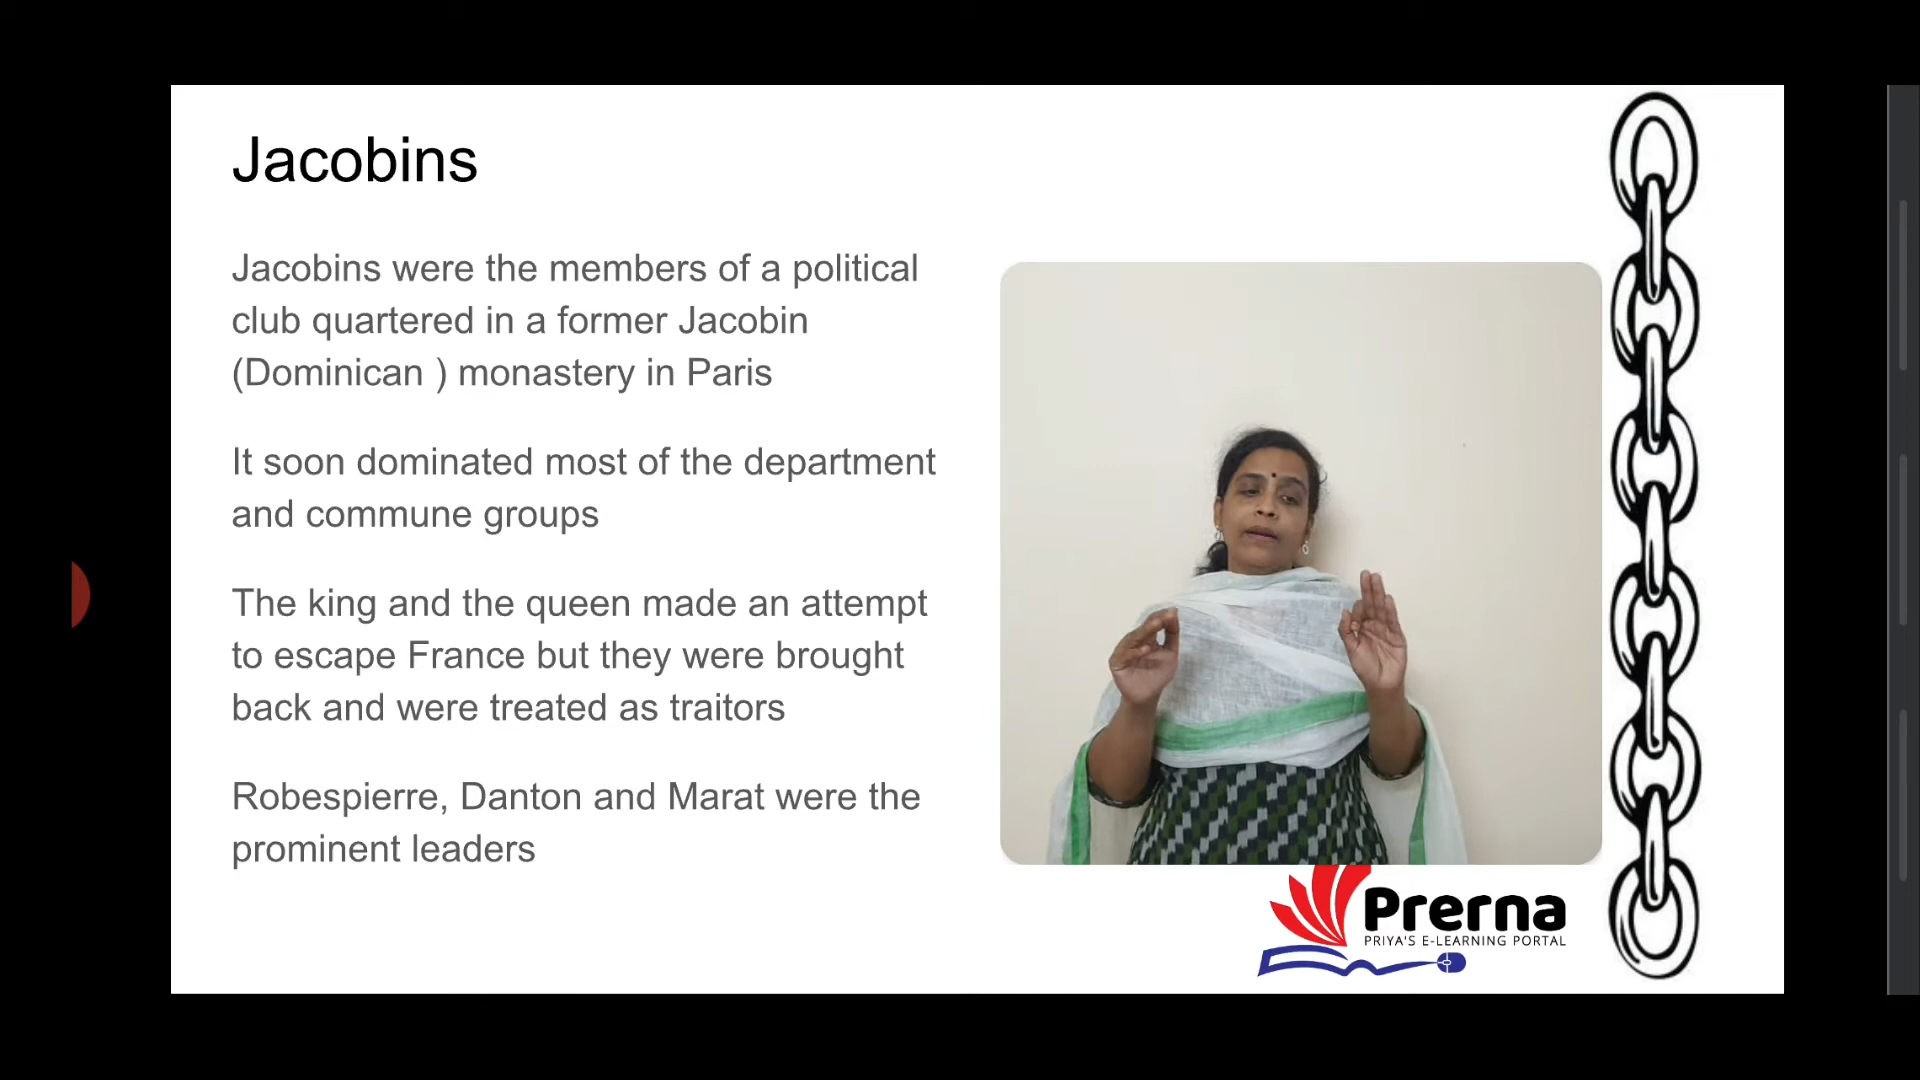 Jacobins
Jacobins were the members of a political
club quartered in a former Jacobin
(Dominican ) monastery in Paris
It soon dominated most of the department
and commune groups
The king and the queen made an attempt
to escape France but they were brought
back and were treated as traitors
Robespierre, Danton and Marat were the
prominent leaders
Prerna
PRIYA'S E-LEARNING PORTAL